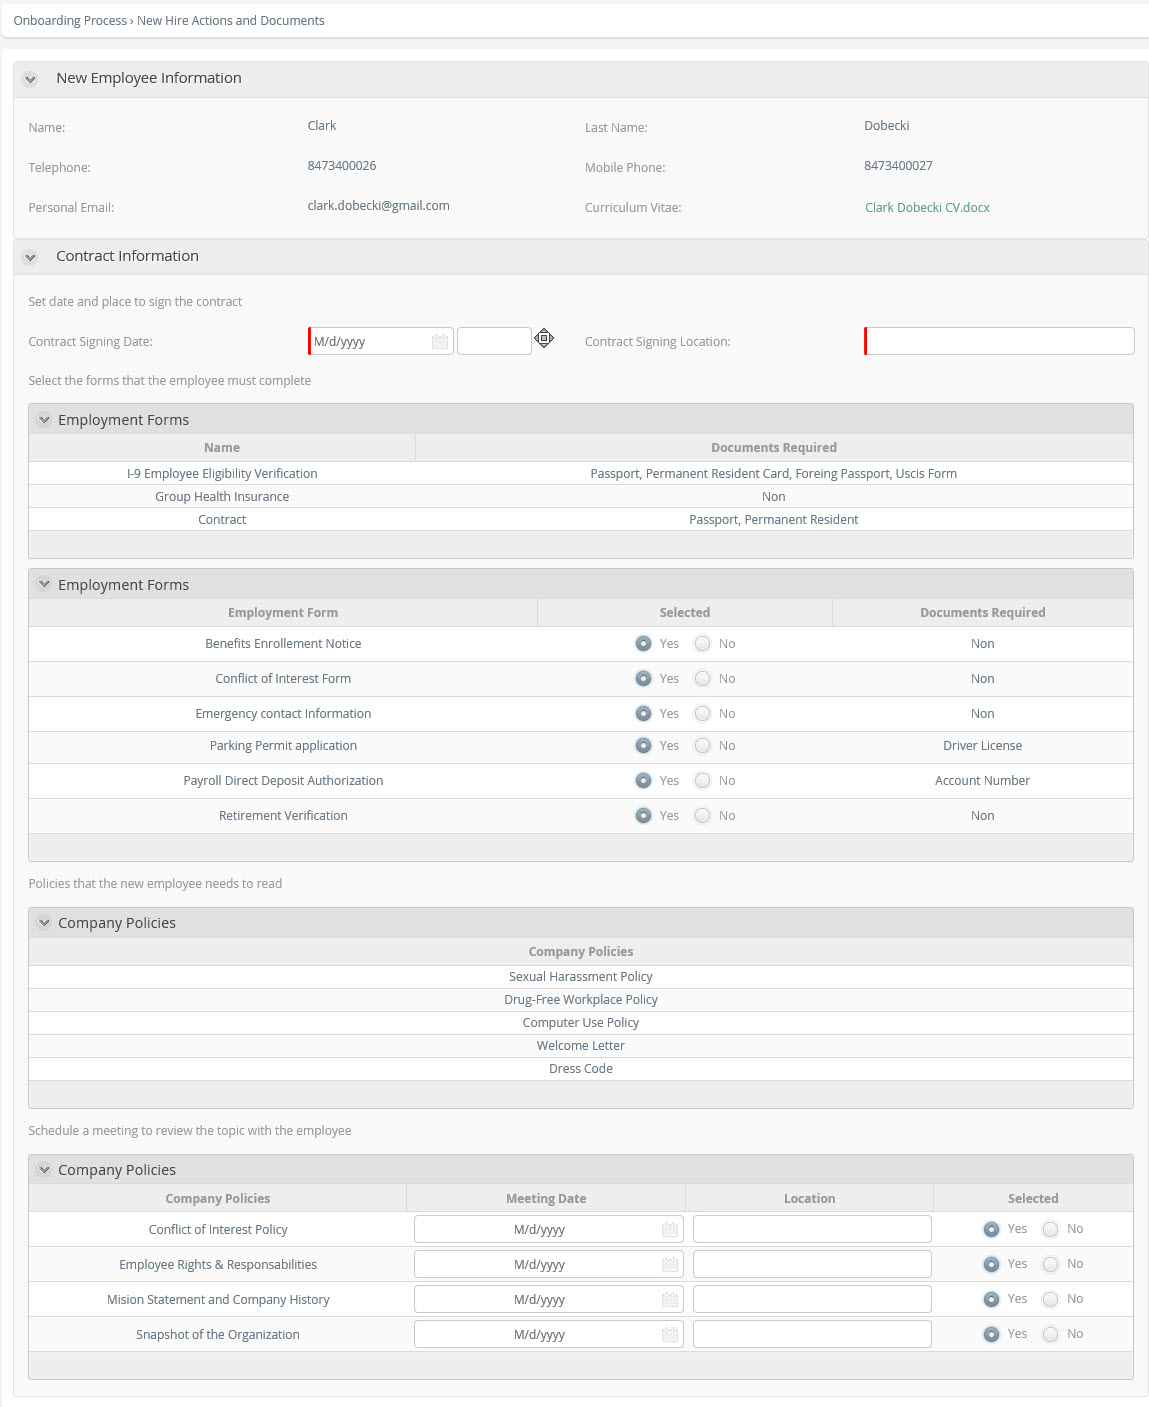 Onboarding Process › New Hire Actions and Documents
New Employee Information
Name: Clark Last Name: Dobecki
Telephone: 8473400026 Mobile Phone: 8473400027
Personal Email: clark.dobecki@gmail.com Curriculum Vitae: Clark Dobecki CV.docx
Contract Information
Set date and place to sign the contract
Contract Signing Date: M/d/yyyy Contract Signing Location:
Select the forms that the employee must complete
Employment Forms
Name Documents Required
I-9 Employee Eligibility Verification Passport, Permanent Resident Card, Foreing Passport, Uscis Form
Group Health Insurance Non
Contract Passport, Permanent Resident
Employment Forms
Employment Form Selected Documents Required
Benefits Enrollement Notice Yes No Non
Conflict of Interest Form Yes No Non
Emergency contact Information Yes No Non
Parking Permit application Yes No Driver License
Payroll Direct Deposit Authorization Yes No Account Number
Retirement Verification Yes No Non
Policies that the new employee needs to read
Company Policies
Company Policies
Sexual Harassment Policy
Drug-Free Workplace Policy
Computer Use Policy
Welcome Letter
Dress Code
Schedule a meeting to review the topic with the employee
Company Policies
Company Policies Meeting Date Location Selected
Conflict of Interest Policy M/d/yyyy Yes No
Employee Rights & Responsabilities M/d/yyyy Yes No
Mision Statement and Company History M/d/yyyy Yes No
Snapshot of the Organization M/d/yyyy Yes No